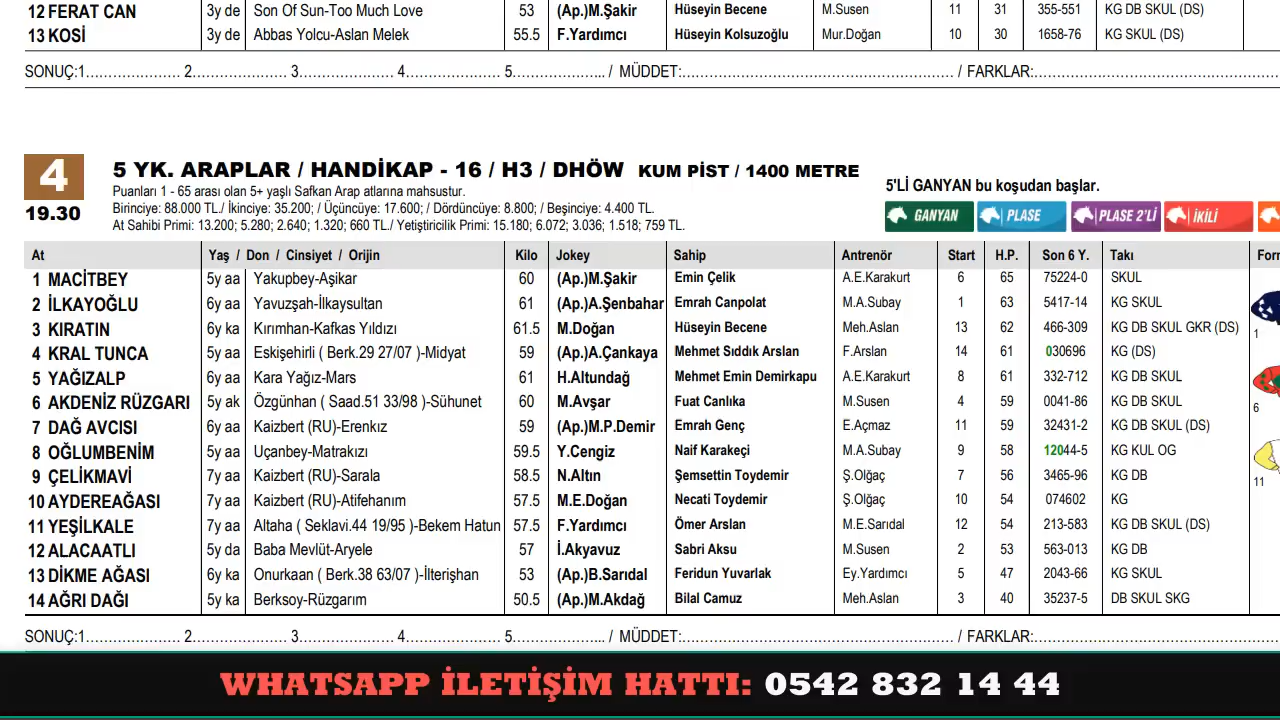 12 FERAT CAN 3y de Son Of Sun-Too Much Love 53 (Ap.)M.Şakir Hüseyin Becene M.Susen 11 31 355-551 KG DB SKUL (DS)
13 KOSİ 3y de Abbas Yolcu-Aslan Melek 55.5 F.Yardımcı Hüseyin Kolsuzoğlu Mur.Doğan 10 30 1658-76 KG SKUL (DS)
SONUÇ:1...................... 2...................... 3...................... 4...................... 5...................... / MÜDDET:.............................................................. / FARKLAR:........................................................
4 5 YK. ARAPLAR / HANDİKAP - 16 / H3 / DHÖW KUM PİST / 1400 METRE
19.30
Puanları 1 - 65 arası olan 5+ yaşlı Safkan Arap atlarına mahsustur.
Birinciye: 88.000 TL./ İkinciye: 35.200; / Üçüncüye: 17.600; / Dördüncüye: 8.800; / Beşinciye: 4.400 TL.
At Sahibi Primi: 13.200; 5.280; 2.640; 1.320; 660 TL./ Yetiştiricilik Primi: 15.180; 6.072; 3.036; 1.518; 759 TL.
5'Lİ GANYAN bu koşudan başlar.
GANYAN PLASE PLASE 2'Lİ İKİLİ
At Yaş / Don / Cinsiyet / Orijin Kilo Jokey Sahip Antrenör Start H.P. Son 6 Y. Takı For
1 MACİTBEY 5y aa Yakupbey-Aşikar 60 (Ap.)M.Şakir Emin Çelik A.E.Karakurt 6 65 75224-0 SKUL
2 İLKAYOĞLU 6y aa Yavuzşah-İlkaysultan 61 (Ap.)A.Şenbahar Emrah Canpolat M.A.Subay 1 63 5417-14 KG SKUL
3 KIRATIN 6y ka Kırımhan-Kafkas Yıldızı 61.5 M.Doğan Hüseyin Becene Meh.Aslan 13 62 466-309 KG DB SKUL GKR (DS) 1
4 KRAL TUNCA 5y aa Eskişehirli ( Berk.29 27/07 )-Midyat 59 (Ap.)A.Çankaya Mehmet Sıddık Arslan F.Arslan 14 61 030696 KG (DS)
5 YAĞIZALP 6y aa Kara Yağız-Mars 61 H.Altundağ Mehmet Emin Demirkapu A.E.Karakurt 8 61 332-712 KG DB SKUL
6 AKDENİZ RÜZGARI 5y ak Özgünhan ( Saad.51 33/98 )-Sühunet 60 M.Avşar Fuat Canlıka M.Susen 4 59 0041-86 KG DB SKUL 6
7 DAĞ AVCISI 6y aa Kaizbert (RU)-Erenkız 59 (Ap.)M.P.Demir Emrah Genç E.Açmaz 11 59 32431-2 KG DB SKUL (DS)
8 OĞLUMBENİM 5y aa Uçanbey-Matrakızı 59.5 Y.Cengiz Naif Karakeçi M.A.Subay 9 58 12044-5 KG KUL OG
9 ÇELİKMAVİ 7y aa Kaizbert (RU)-Sarala 58.5 N.Altın Şemsettin Toydemir Ş.Olğaç 7 56 3465-96 KG DB 11
10 AYDEREAĞASI 7y aa Kaizbert (RU)-Atifehanım 57.5 M.E.Doğan Necati Toydemir Ş.Olğaç 10 54 074602 KG
11 YEŞİLKALE 7y aa Altaha ( Seklavi.44 19/95 )-Bekem Hatun 57.5 F.Yardımcı Ömer Arslan M.E.Sarıdal 12 54 213-583 KG DB SKUL (DS)
12 ALACAATLI 5y da Baba Mevlüt-Aryele 57 İ.Akyavuz Sabri Aksu M.Susen 2 53 563-013 KG DB
13 DİKME AĞASI 6y ka Onurkaan ( Berk.38 63/07 )-İlterişhan 53 (Ap.)B.Sarıdal Feridun Yuvarlak Ey.Yardımcı 5 47 2043-66 KG SKUL
14 AĞRI DAĞI 5y ka Berksoy-Rüzgarım 50.5 (Ap.)M.Akdağ Bilal Camuz Meh.Aslan 3 40 35237-5 DB SKUL SKG
SONUÇ:1...................... 2...................... 3...................... 4...................... 5...................... / MÜDDET:.............................................................. / FARKLAR:........................................................
WHATSAPP İLETİŞİM HATTI: 0542 832 14 44